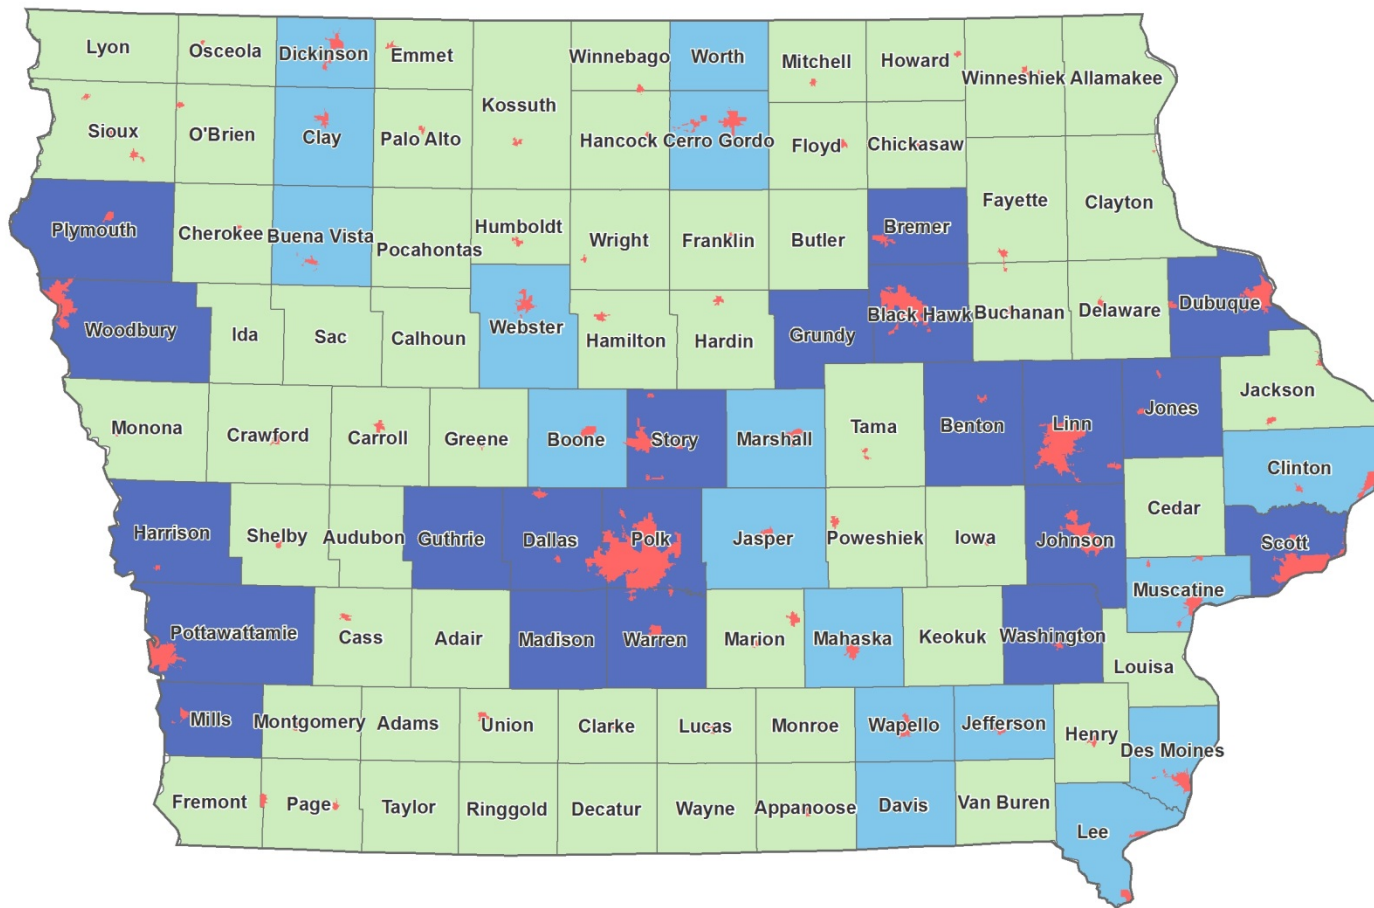 Lyon
Osceola
Dickinson
Emmet
Kossuth
Winnebago
Worth
Mitchell
Howard
Winneshiek
Allamakee
Sioux
O'Brien
Clay
Palo Alto
Hancock
Cerro Gordo
Floyd
Chickasaw
Plymouth
Cherokee
Buena Vista
Pocahontas
Humboldt
Wright
Franklin
Butler
Bremer
Fayette
Clayton
Woodbury
Ida
Sac
Calhoun
Webster
Hamilton
Hardin
Grundy
Black Hawk
Buchanan
Delaware
Dubuque
Monona
Crawford
Carroll
Greene
Boone
Story
Marshall
Tama
Benton
Linn
Jones
Jackson
Clinton
Harrison
Shelby
Audubon
Guthrie
Dallas
Polk
Jasper
Poweshiek
Iowa
Johnson
Cedar
Scott
Muscatine
Pottawattamie
Cass
Adair
Madison
Warren
Marion
Mahaska
Keokuk
Washington
Louisa
Mills
Montgomery
Adams
Union
Clarke
Lucas
Monroe
Wapello
Jefferson
Henry
Des Moines
Fremont
Page
Taylor
Ringgold
Decatur
Wayne
Appanoose
Davis
Van Buren
Lee